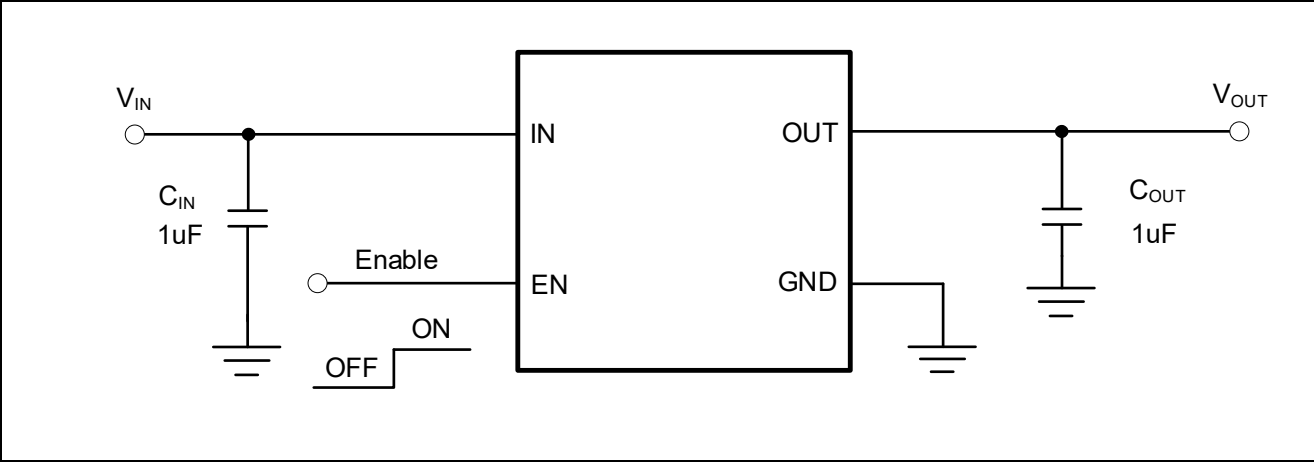 VIN
VOUT
IN
OUT
CIN
1uF
COUT
1uF
Enable
EN
GND
ON
OFF